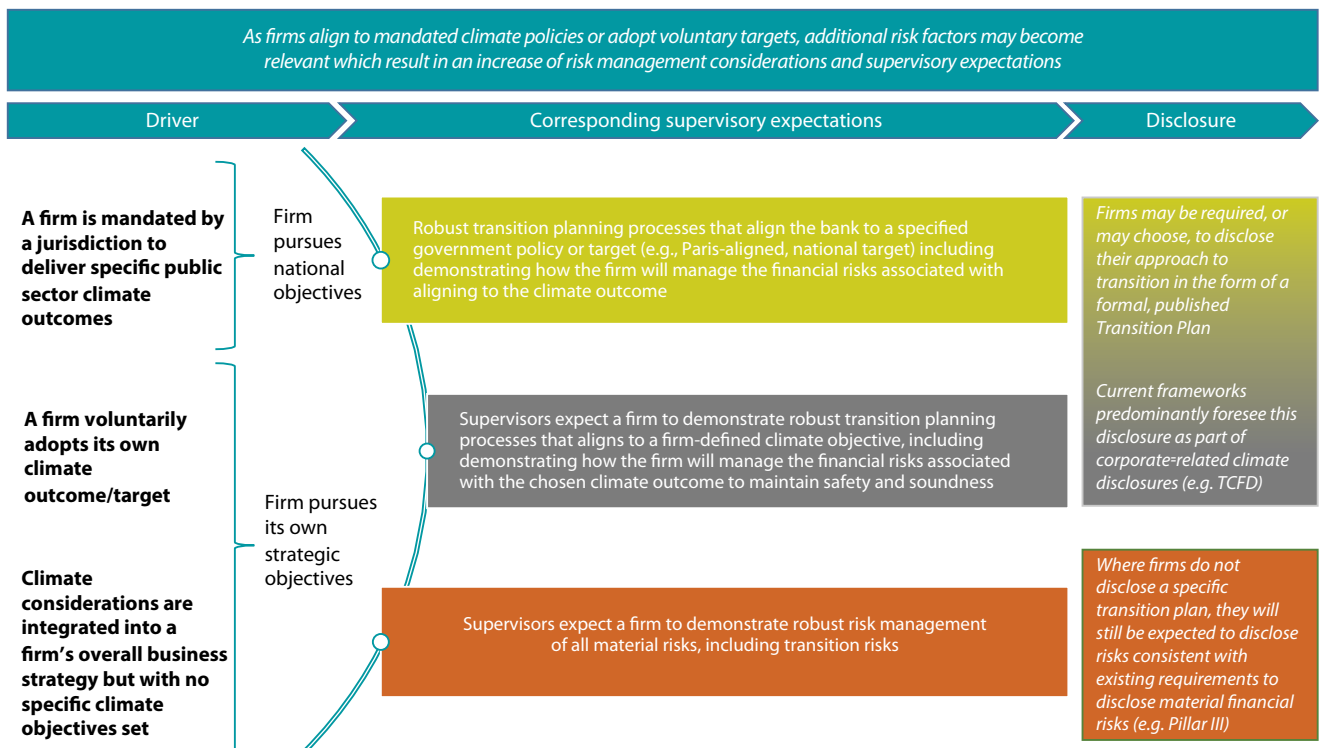 As firms align to mandated climate policies or adopt voluntary targets, additional risk factors may become
relevant which result in an increase of risk management considerations and supervisory expectations
Driver
Corresponding supervisory expectations
Disclosure
A firm is mandated by
a jurisdiction to
deliver specific public
sector climate
outcomes
Firm
pursues
national
objectives
Robust transition planning processes that align the bank to a specified
government policy or target (e.g., Paris-aligned, national target) including
demonstrating how the firm will manage the financial risks associated with
aligning to the climate outcome
Firms may be required, or
may choose, to disclose
their approach to
transition in the form of a
formal, published
Transition Plan
A firm voluntarily
adopts its own
climate
outcome/target
Supervisors expect a firm to demonstrate robust transition planning
processes that aligns to a firm-defined climate objective, including
demonstrating how the firm will manage the financial risks associated
with the chosen climate outcome to maintain safety and soundness
Current frameworks
predominantly foresee this
disclosure as part of
corporate=related climate
disclosures (e.g. TCFD)
Firm pursues
its own
strategic
objectives
Climate
considerations are
integrated into a
firm's overall business
strategy but with no
specific climate
objectives set
Supervisors expect a firm to demonstrate robust risk management
of all material risks, including transition risks
Where firms do not
disclose a specific
transition plan, they will
still be expected to disclose
risks consistent with
existing requirements to
disclose material financial
risks (e.g. Pillar III)